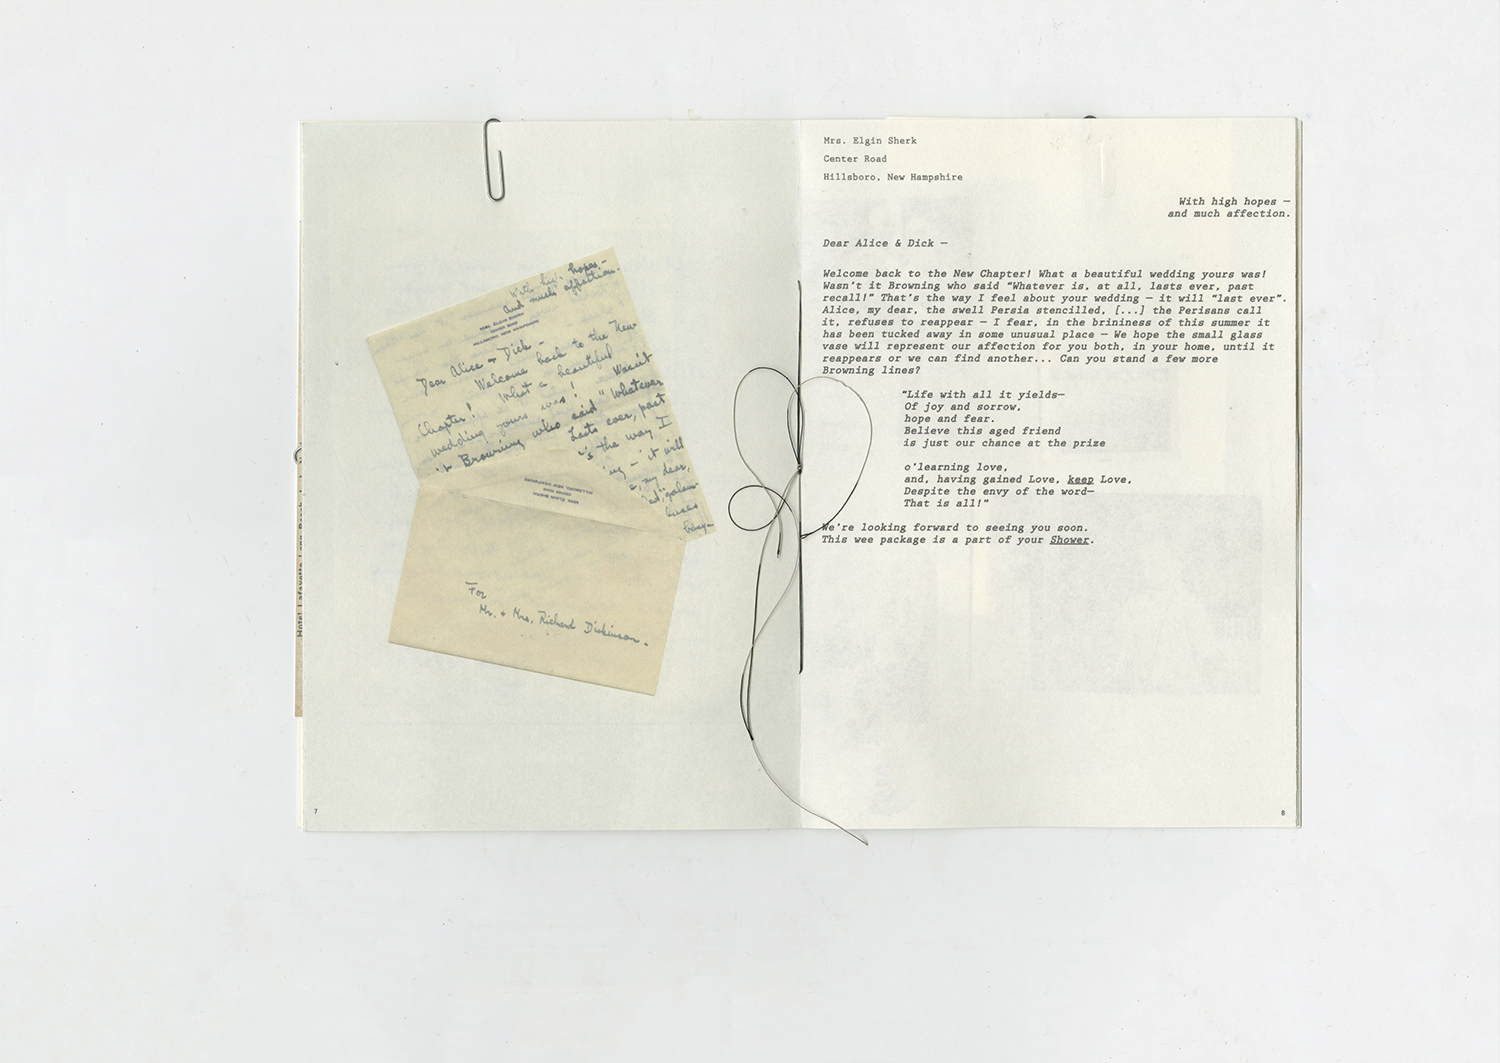 With high hopes—
and much affection.
MRS. ELGIN SHERK
CENTER ROAD
HILLSBORO, NEW HAMPSHIRE
Dear Alice & Dick -
Welcome back to the New
Chapter! What a beautiful
wedding yours was! Wasn't
it Browning who said "Whatever
lasts ever, past
's the way I
ing - it will
my dear,
MRS. ELGIN SHERK
CENTER ROAD
HILLSBORO, NEW HAMPSHIRE
For
Mr. & Mrs. Richard Dickinson.
7
Mrs. Elgin Sherk
Center Road
Hillsboro, New Hampshire
With high hopes —
and much affection.
Dear Alice & Dick —
Welcome back to the New Chapter! What a beautiful wedding yours was!
Wasn't it Browning who said "Whatever is, at all, lasts ever, past
recall!" That's the way I feel about your wedding — it will "last ever".
Alice, my dear, the swell Persia stencilled, [...] the Perisans call
it, refuses to reappear — I fear, in the brininess of this summer it
has been tucked away in some unusual place — We hope the small glass
vase will represent our affection for you both, in your home, until it
reappears or we can find another... Can you stand a few more
Browning lines?
"Life with all it yields—
Of joy and sorrow,
hope and fear.
Believe this aged friend
is just our chance at the prize
o'learning love,
and, having gained Love, keep Love,
Despite the envy of the word—
That is all!"
We're looking forward to seeing you soon.
This wee package is a part of your Shower.
8